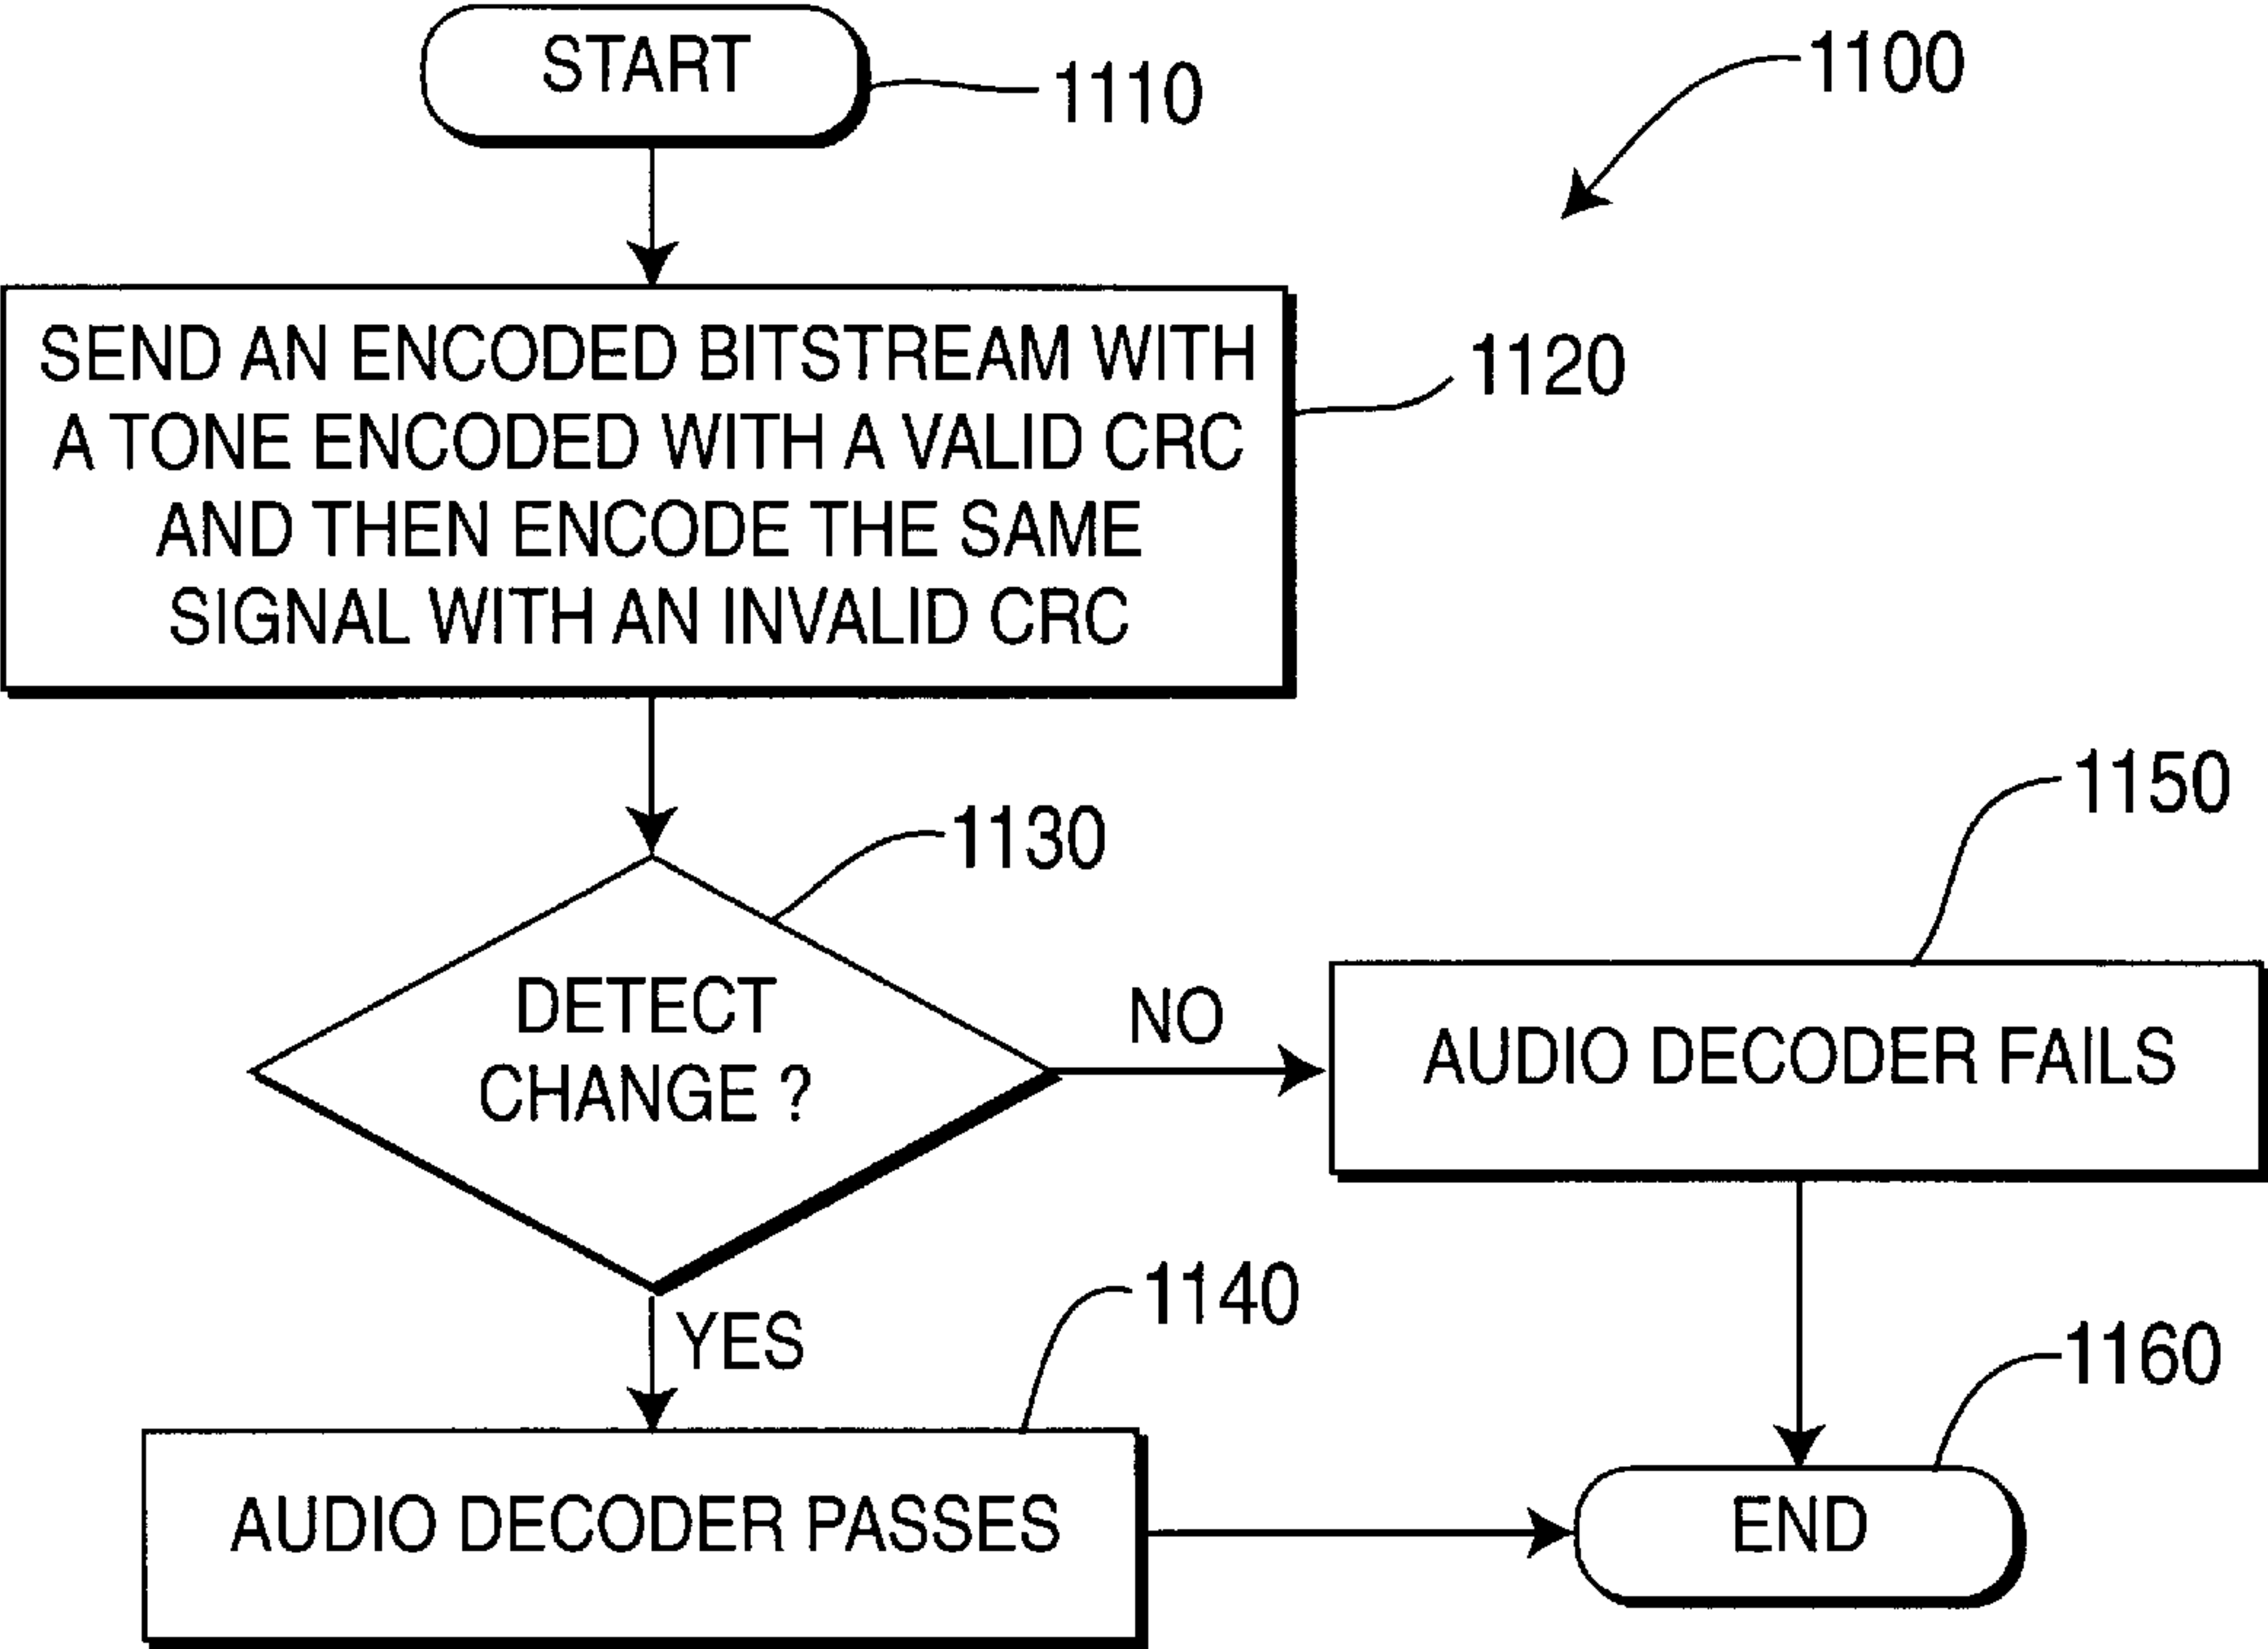 START
1110
1100
SEND AN ENCODED BITSTREAM WITH
A TONE ENCODED WITH A VALID CRC
AND THEN ENCODE THE SAME
SIGNAL WITH AN INVALID CRC
1120
1130
DETECT
CHANGE ?
NO
1150
AUDIO DECODER FAILS
YES
1140
AUDIO DECODER PASSES
1160
END